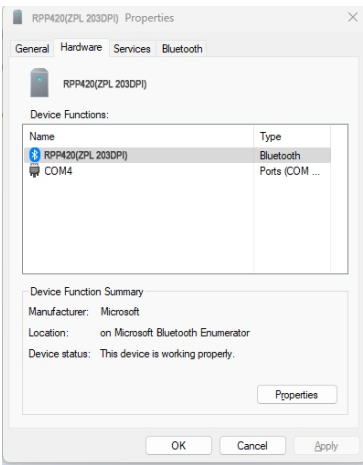 RPP420(ZPL 203DPI) Properties
General Hardware Services Bluetooth
RPP420(ZPL 203DPI)
Device Functions:
Name Type
RPP420(ZPL 203DPI) Bluetooth
COM4 Ports (COM ...
Device Function Summary
Manufacturer: Microsoft
Location: on Microsoft Bluetooth Enumerator
Device status: This device is working properly.
Properties
OK Cancel Apply